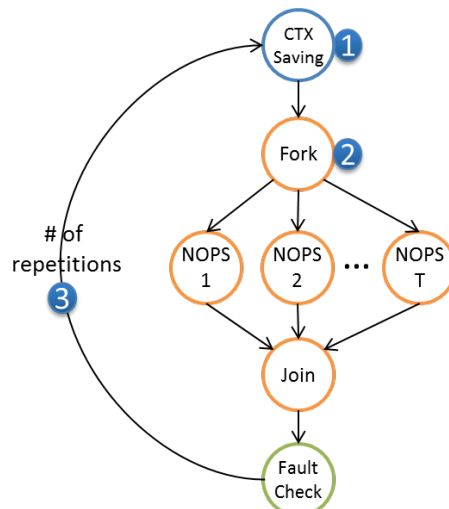 CTX
Saving
1
Fork
2
# of
repetitions
3
NOPS
1
NOPS
2
...
NOPS
T
Join
Fault
Check